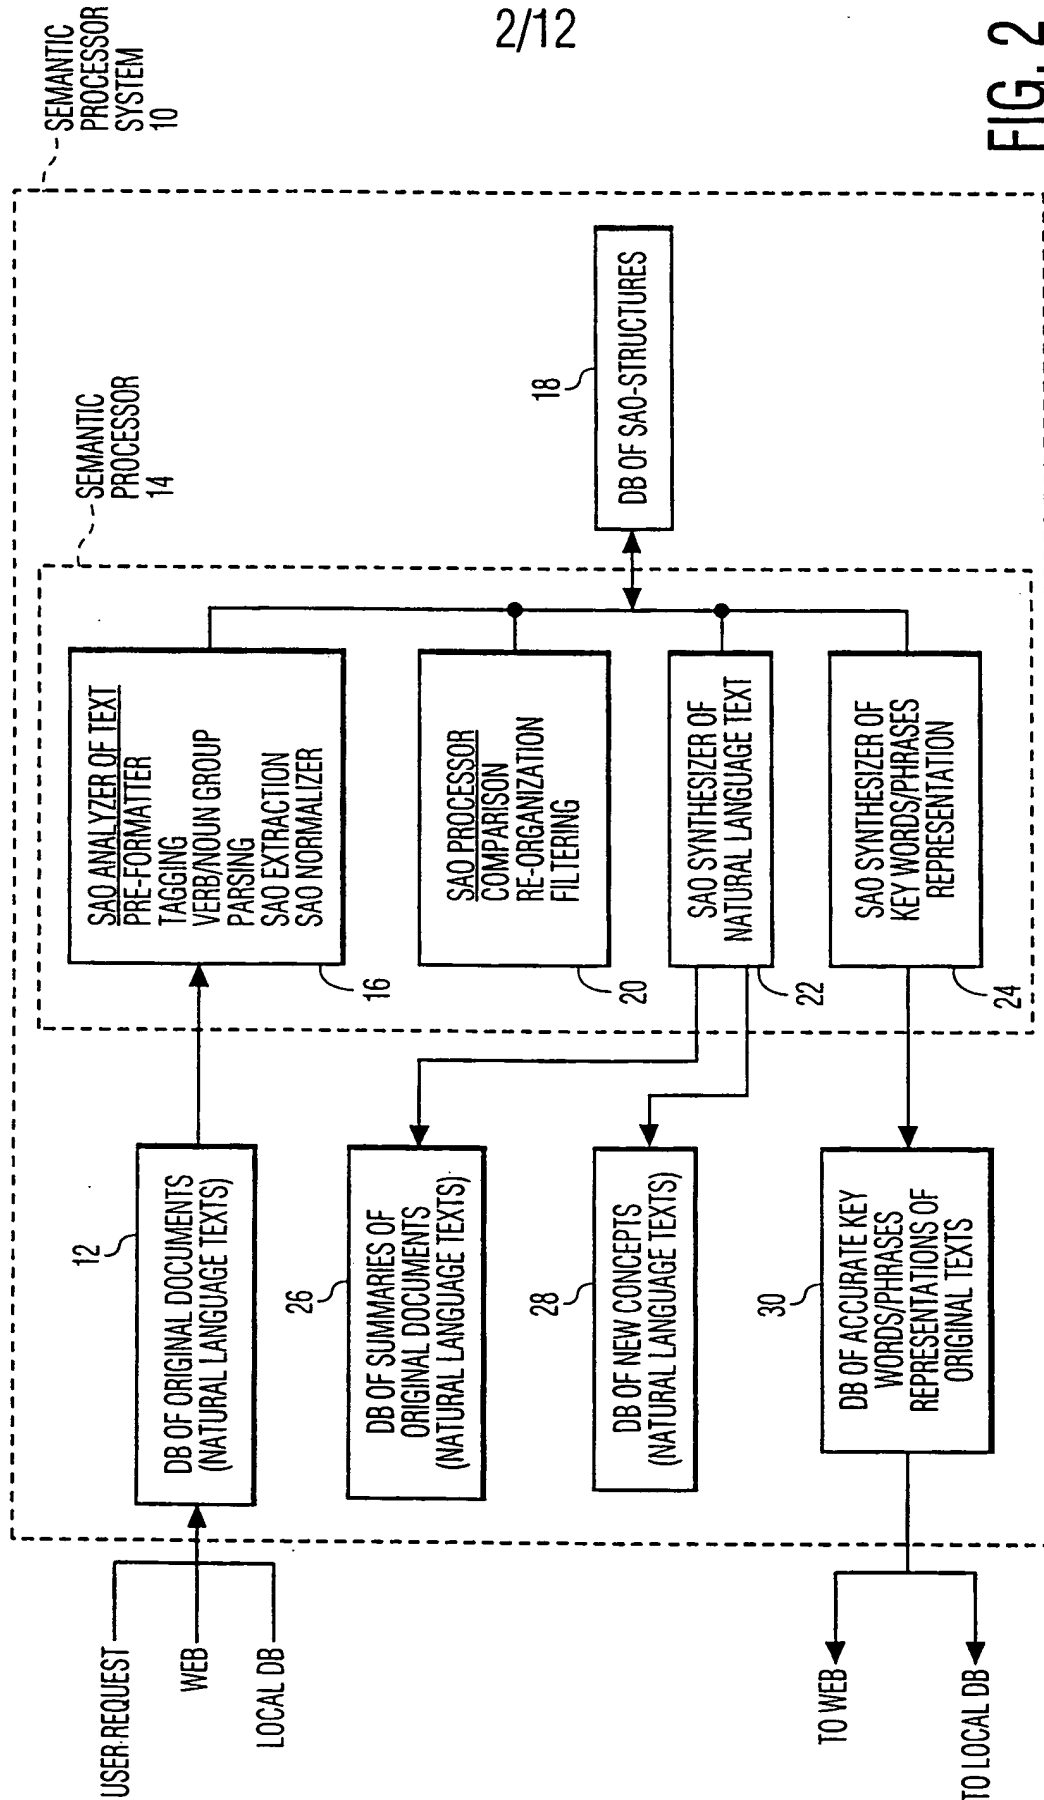 2/12
SEMANTIC
PROCESSOR
SYSTEM
10
SEMANTIC
PROCESSOR
14
USER REQUEST
WEB
LOCAL DB
12
DB OF ORIGINAL DOCUMENTS
(NATURAL LANGUAGE TEXTS)
SAO ANALYZER OF TEXT
PRE-FORMATTER
TAGGING
VERB/NOUN GROUP
PARSING
SAO EXTRACTION
SAO NORMALIZER
16
26
DB OF SUMMARIES OF
ORIGINAL DOCUMENTS
(NATURAL LANGUAGE TEXTS)
SAO PROCESSOR
COMPARISON
RE-ORGANIZATION
FILTERING
20
18
DB OF SAO-STRUCTURES
28
DB OF NEW CONCEPTS
(NATURAL LANGUAGE TEXTS)
SAO SYNTHESIZER OF
NATURAL LANGUAGE TEXT
22
30
DB OF ACCURATE KEY
WORDS/PHRASES
REPRESENTATIONS OF
ORIGINAL TEXTS
SAO SYNTHESIZER OF
KEY WORDS/PHRASES
REPRESENTATION
24
TO WEB
TO LOCAL DB
FIG. 2